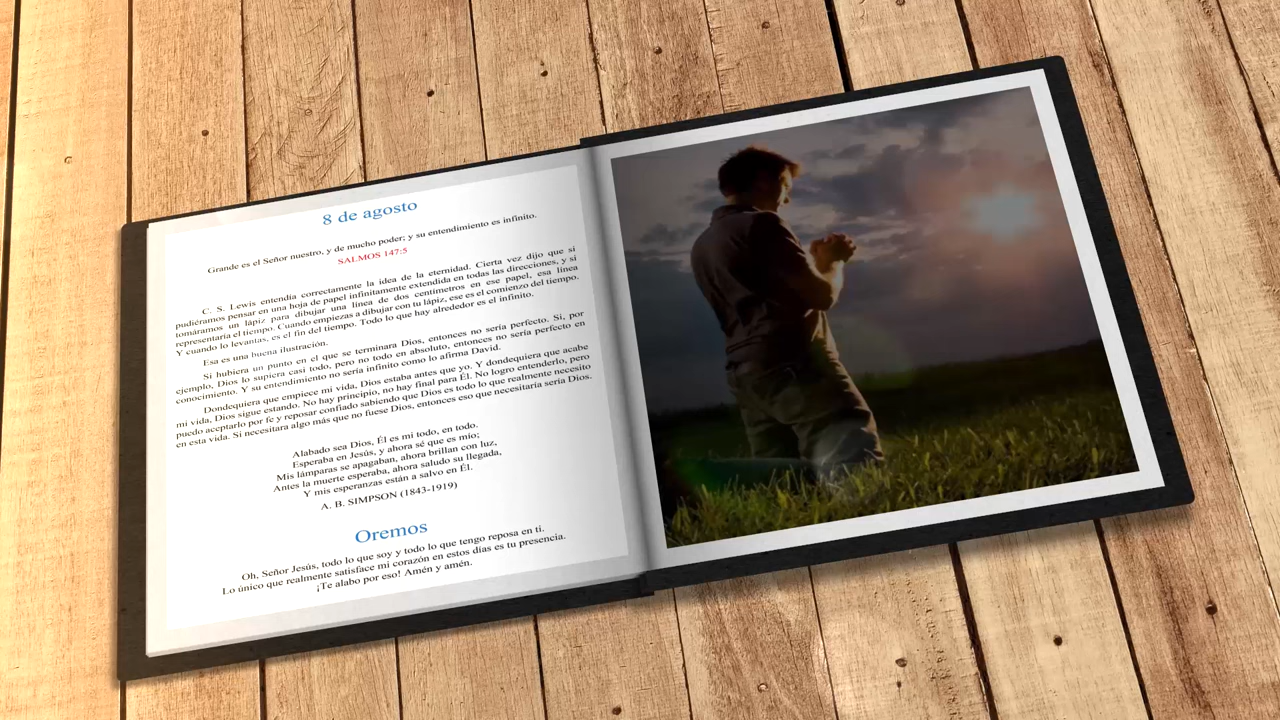 8 de agosto
Grande es el Señor nuestro, y de mucho poder; y su entendimiento es infinito.
SALMOS 147:5
C. S. Lewis entendía correctamente la idea de la eternidad. Cierta vez dijo que si
pudiéramos pensar en una hoja de papel infinitamente extendida en todas las direcciones, y si
tomáramos un lápiz para dibujar una línea de dos centímetros en ese papel, esa línea
representaría el tiempo. Cuando empiezas a dibujar con tu lápiz, ese es el comienzo del tiempo.
Y cuando lo levantas, es el fin del tiempo. Todo lo que hay alrededor es el infinito.
Esa es una buena ilustración.
Si hubiera un punto en el que se terminara Dios, entonces no sería perfecto. Si, por
ejemplo, Dios lo supiera casi todo, pero no todo en absoluto, entonces no sería perfecto en
conocimiento. Y su entendimiento no sería infinito como lo afirma David.
Dondequiera que empiece mi vida, Dios estaba antes que yo. Y dondequiera que acabe
mi vida, Dios sigue estando. No hay principio, no hay final para Él. No logro entenderlo, pero
puedo aceptarlo por fe y reposar confiado sabiendo que Dios es todo lo que realmente necesito
en esta vida. Si necesitara algo más que no fuese Dios, entonces eso que necesitaría sería Dios.
Alabado sea Dios, Él es mi todo, en todo.
Esperaba en Jesús, y ahora sé que es mío;
Mis lámparas se apagaban, ahora brillan con luz,
Antes la muerte esperaba, ahora saludo su llegada,
Y mis esperanzas están a salvo en Él.
A. B. SIMPSON (1843-1919)
Oremos
Oh, Señor Jesús, todo lo que soy y todo lo que tengo reposa en ti.
Lo único que realmente satisface mi corazón en estos días es tu presencia.
¡Te alabo por eso! Amén y amén.